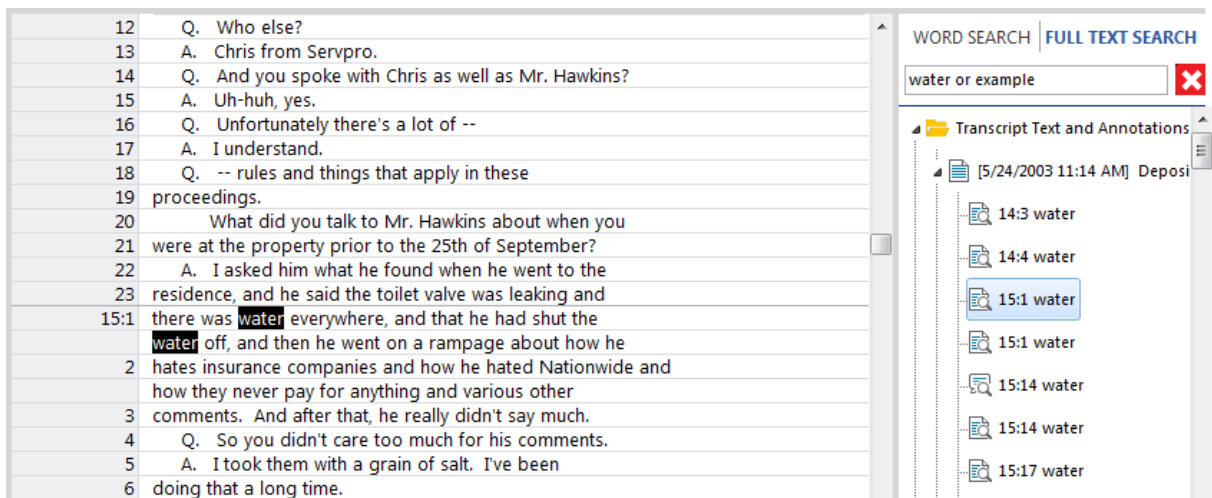 12 Q. Who else?
13 A. Chris from Servpro.
14 Q. And you spoke with Chris as well as Mr. Hawkins?
15 A. Uh-huh, yes.
16 Q. Unfortunately there's a lot of --
17 A. I understand.
18 Q. -- rules and things that apply in these
19 proceedings.
20 What did you talk to Mr. Hawkins about when you
21 were at the property prior to the 25th of September?
22 A. I asked him what he found when he went to the
23 residence, and he said the toilet valve was leaking and
15:1 there was water everywhere, and that he had shut the
water off, and then he went on a rampage about how he
2 hates insurance companies and how he hated Nationwide and
how they never pay for anything and various other
3 comments. And after that, he really didn't say much.
4 Q. So you didn't care too much for his comments.
5 A. I took them with a grain of salt. I've been
6 doing that a long time.
WORD SEARCH FULL TEXT SEARCH
water or example
Transcript Text and Annotations
[5/24/2003 11:14 AM] Deposi
14:3 water
14:4 water
15:1 water
15:1 water
15:14 water
15:14 water
15:17 water